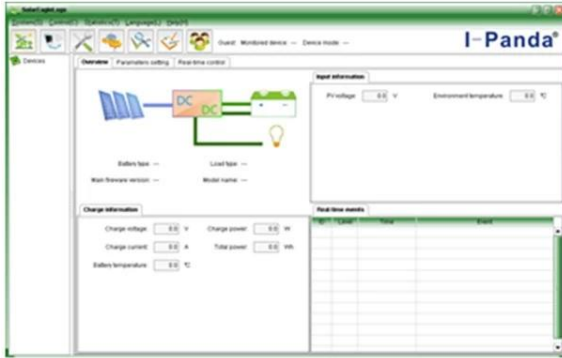 SolarEagleLogs
System(S) Control(C) Statistics(T) Language(L) Help(H)
Guest Monitored device: --- Device mode: ---
I-Panda®
Devices
Overview Parameters setting Real-time control
DC
DC
Battery type: --- Load type: ---
Main firmware version: --- Model name: ---
Input information
PV voltage: 0.0 V Environment temperature: 0.0 ℃
Charge information
Charge voltage: 0.0 V Charge power: 0.0 W
Charge current: 0.0 A Total power: 0.0 Wh
Battery temperature: 0.0 ℃
Real-time events
ID Level Time Event